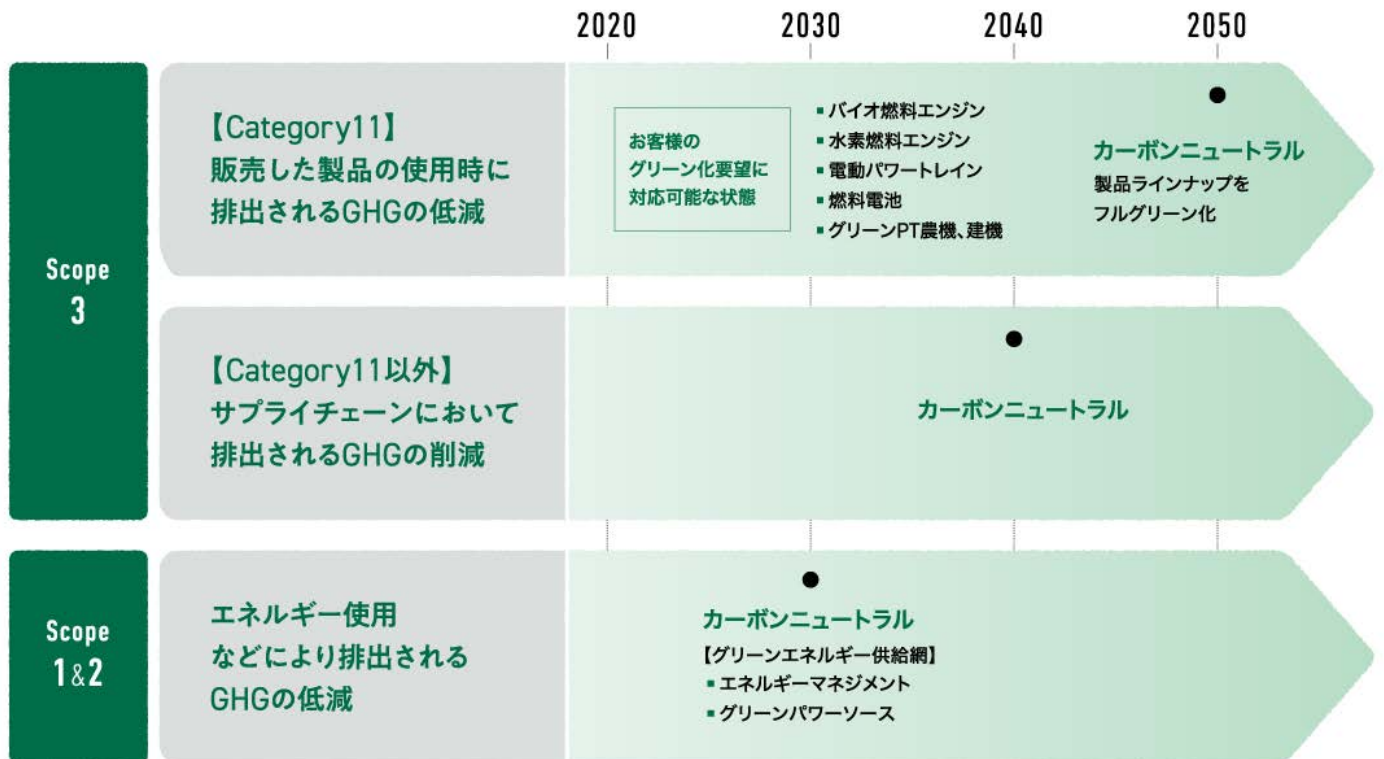 2020 2030 2040 2050
Scope
3
【Category11】
販売した製品の使用時に
排出されるGHGの低減
お客様の
グリーン化要望に
対応可能な状態
▪バイオ燃料エンジン
▪水素燃料エンジン
▪電動パワートレイン
▪燃料電池
▪グリーンPT農機、建機
カーボンニュートラル
製品ラインナップを
フルグリーン化
【Category11以外】
サプライチェーンにおいて
排出されるGHGの削減
カーボンニュートラル
Scope
1&2
エネルギー使用
などにより排出される
GHGの低減
カーボンニュートラル
【グリーンエネルギー供給網】
▪エネルギーマネジメント
▪グリーンパワーソース